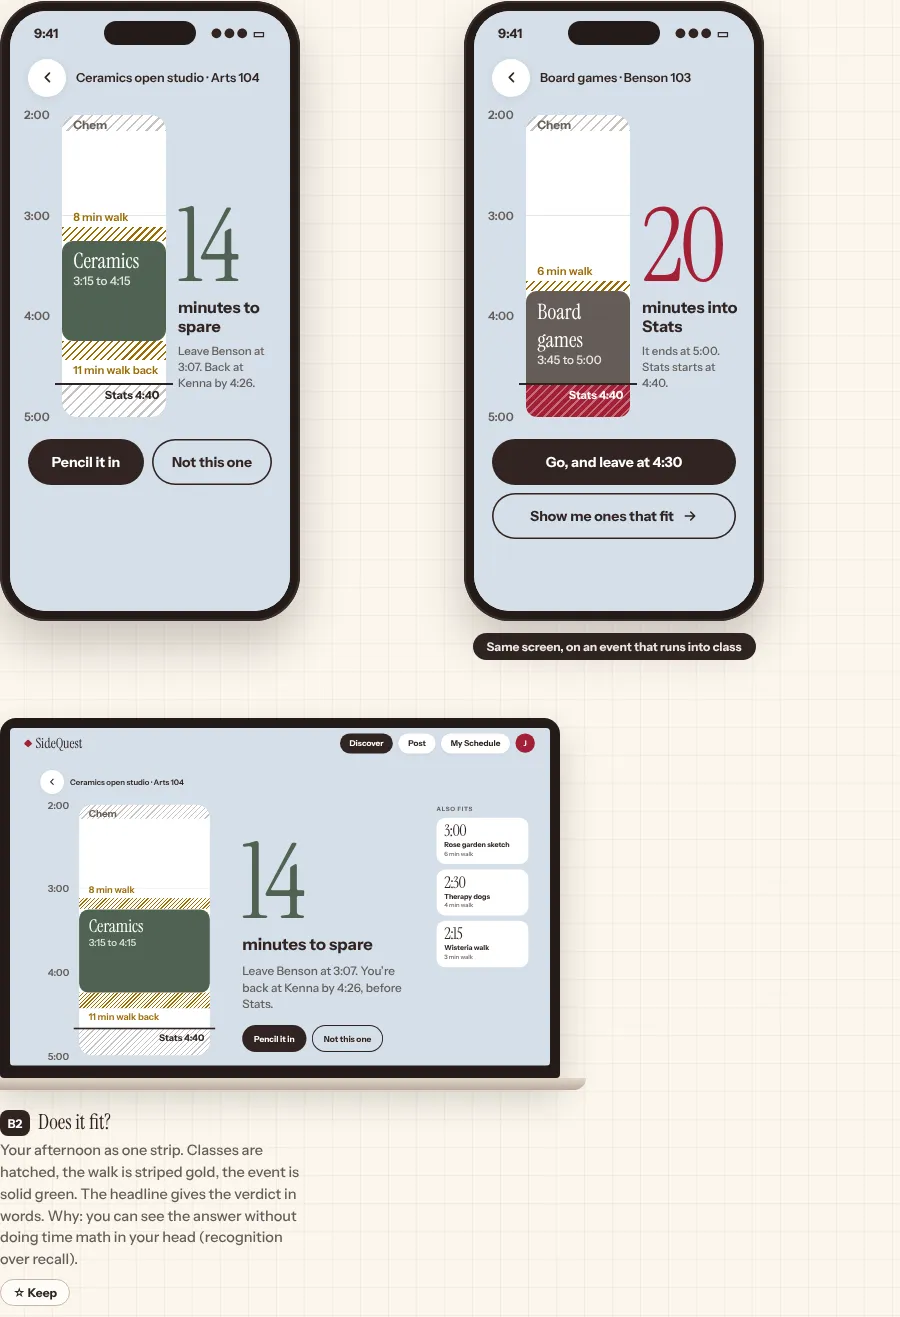 9:41
Ceramics open studio · Arts 104
2:00
Chem
3:00
8 min walk
Ceramics
3:15 to 4:15
4:00
11 min walk back
Stats 4:40
5:00
14
minutes to
spare
Leave Benson at
3:07. Back at
Kenna by 4:26.
Pencil it in
Not this one
9:41
Board games · Benson 103
2:00
Chem
3:00
6 min walk
Board
games
3:45 to 5:00
4:00
Stats 4:40
5:00
20
minutes into
Stats
It ends at 5:00.
Stats starts at
4:40.
Go, and leave at 4:30
Show me ones that fit →
Same screen, on an event that runs into class
SideQuest
Discover
Post
My Schedule
J
Ceramics open studio · Arts 104
2:00
Chem
3:00
8 min walk
Ceramics
3:15 to 4:15
4:00
11 min walk back
Stats 4:40
5:00
14
minutes to spare
Leave Benson at 3:07. You're
back at Kenna by 4:26, before
Stats.
Pencil it in
Not this one
ALSO FITS
3:00
Rose garden sketch
6 min walk
2:30
Therapy dogs
4 min walk
2:15
Wisteria walk
3 min walk
B2 Does it fit?
Your afternoon as one strip. Classes are
hatched, the walk is striped gold, the event is
solid green. The headline gives the verdict in
words. Why: you can see the answer without
doing time math in your head (recognition
over recall).
☆ Keep